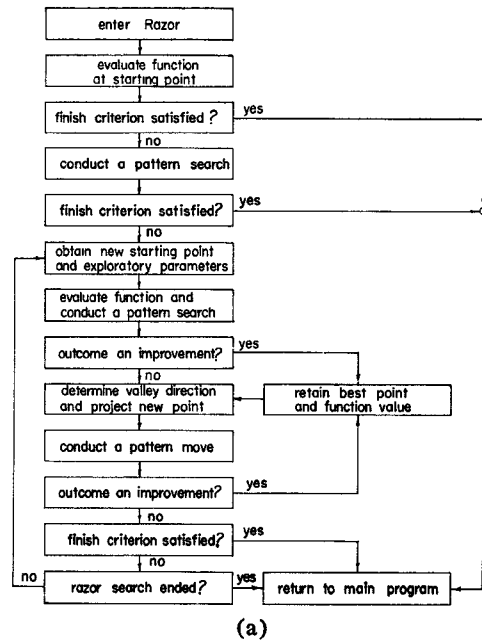 enter Razor
evaluate function
at starting point
finish criterion satisfied?
yes
no
conduct a pattern search
finish criterion satisfied?
yes
no
obtain new starting point
and exploratory parameters
evaluate function and
conduct a pattern search
outcome an improvement?
yes
no
determine valley direction
and project new point
retain best point
and function value
conduct a pattern move
outcome an improvement?
yes
no
finish criterion satisfied?
yes
no
no
razor search ended?
yes
return to main program
(a)